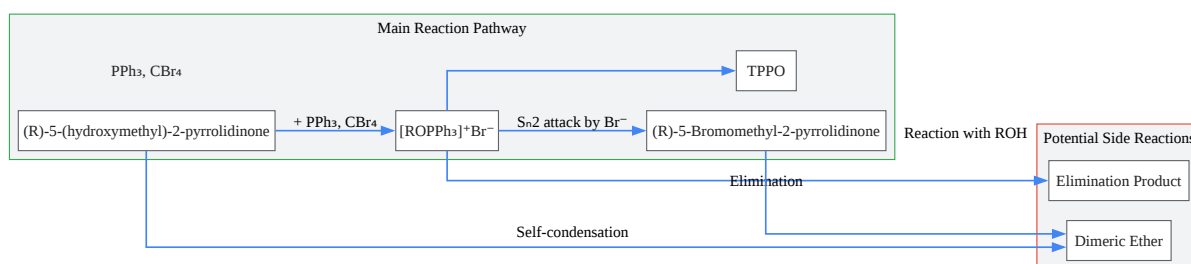 Main Reaction Pathway
PPh₃, CBr₄
TPPO
(R)-5-(hydroxymethyl)-2-pyrrolidinone
+ PPh₃, CBr₄
[ROPPh₃]⁺Br⁻
Sₙ2 attack by Br⁻
(R)-5-Bromomethyl-2-pyrrolidinone
Reaction with ROH
Potential Side Reactions
Elimination
Elimination Product
Self-condensation
Dimeric Ether